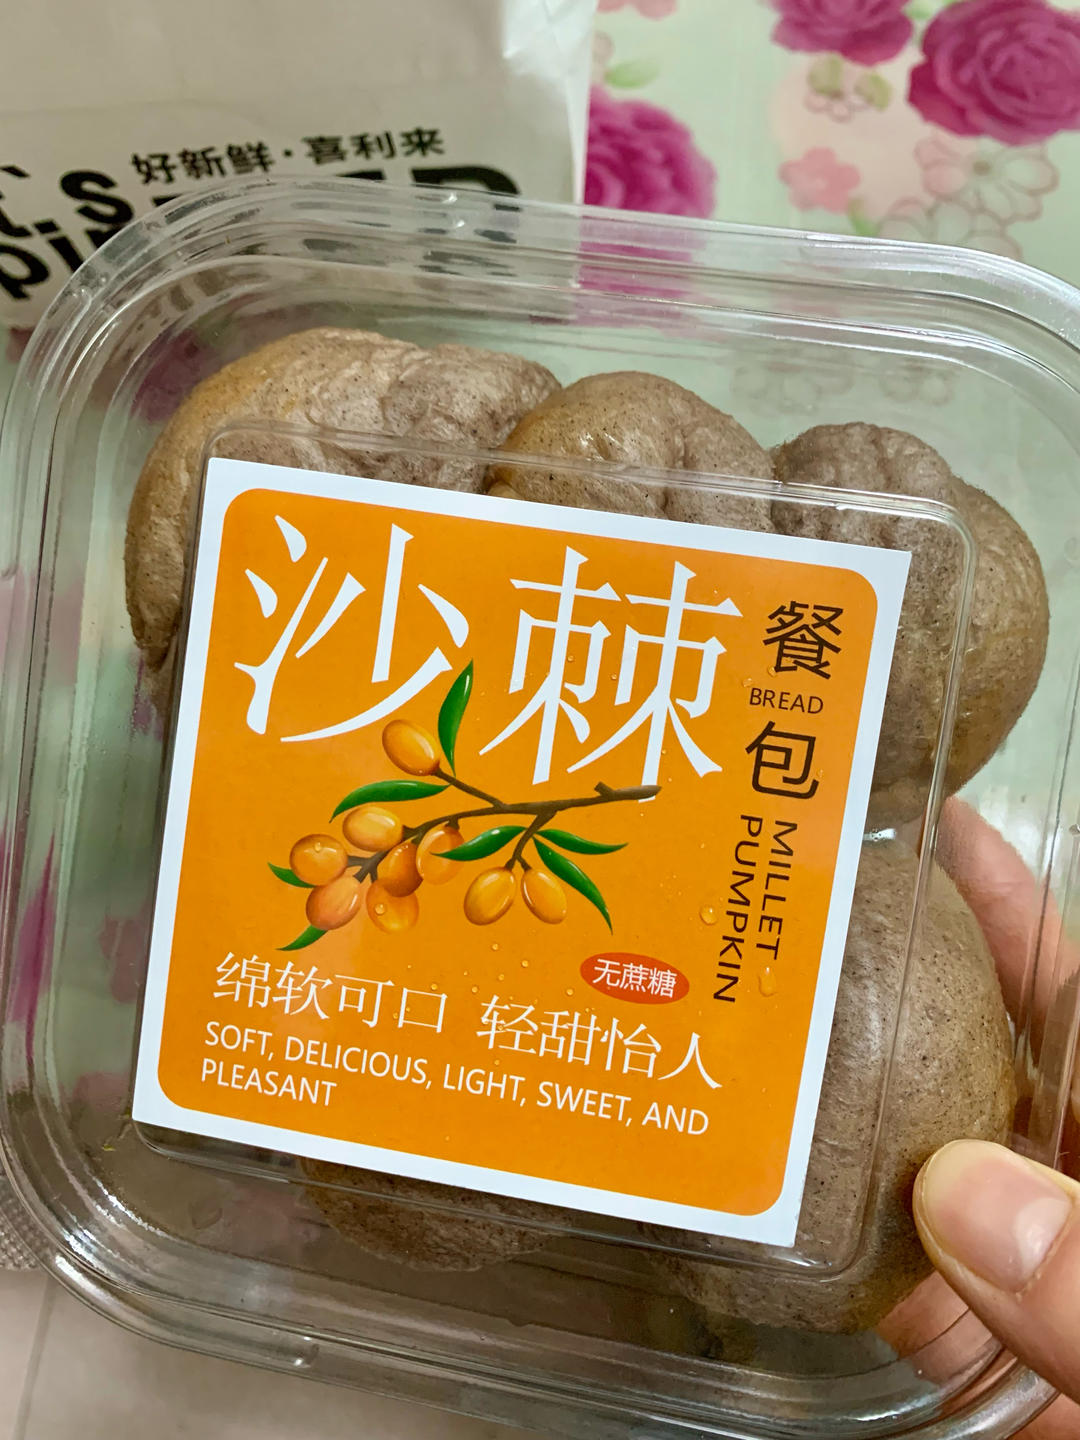 好新鲜·喜利来
沙棘
餐
BREAD
包
MILLET
PUMPKIN
无蔗糖
绵软可口 轻甜怡人
SOFT, DELICIOUS, LIGHT, SWEET, AND
PLEASANT